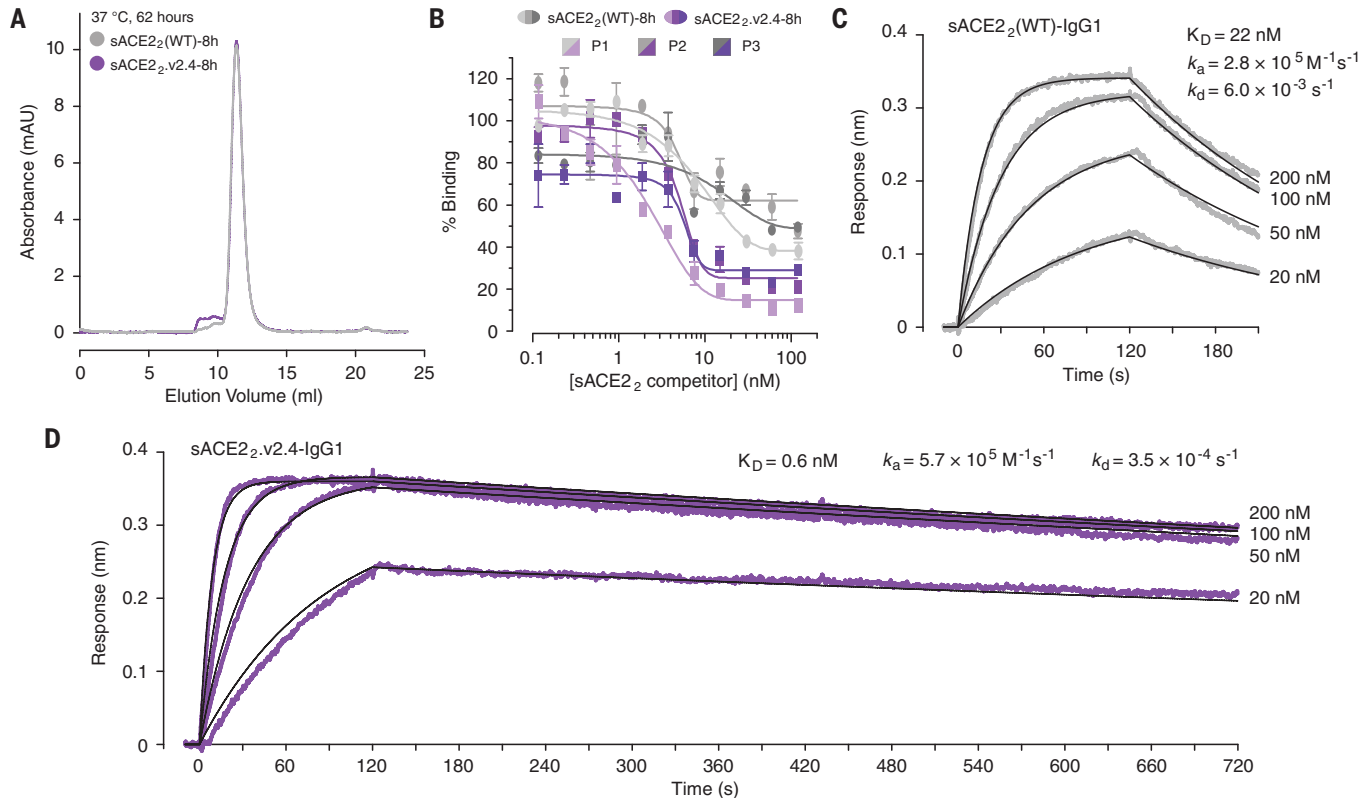 A
37 °C, 62 hours
sACE2₂(WT)-8h
sACE2₂.v2.4-8h
Absorbance (mAU)
10
8
6
4
2
0
0 5 10 15 20 25
Elution Volume (ml)
B
sACE2₂(WT)-8h sACE2₂.v2.4-8h
P1 P2 P3
% Binding
120
100
80
60
40
20
0
0.1 1 10 100
[sACE2₂ competitor] (nM)
C
sACE2₂(WT)-IgG1
K_D = 22 nM
kₐ = 2.8 × 10⁵ M⁻¹s⁻¹
k_d = 6.0 × 10⁻³ s⁻¹
Response (nm)
0.4
0.3
0.2
0.1
0
200 nM
100 nM
50 nM
20 nM
0 60 120 180
Time (s)
D
sACE2₂.v2.4-IgG1
K_D = 0.6 nM kₐ = 5.7 × 10⁵ M⁻¹s⁻¹ k_d = 3.5 × 10⁻⁴ s⁻¹
Response (nm)
0.4
0.3
0.2
0.1
0
200 nM
100 nM
50 nM
20 nM
0 60 120 180 240 300 360 420 480 540 600 660 720
Time (s)